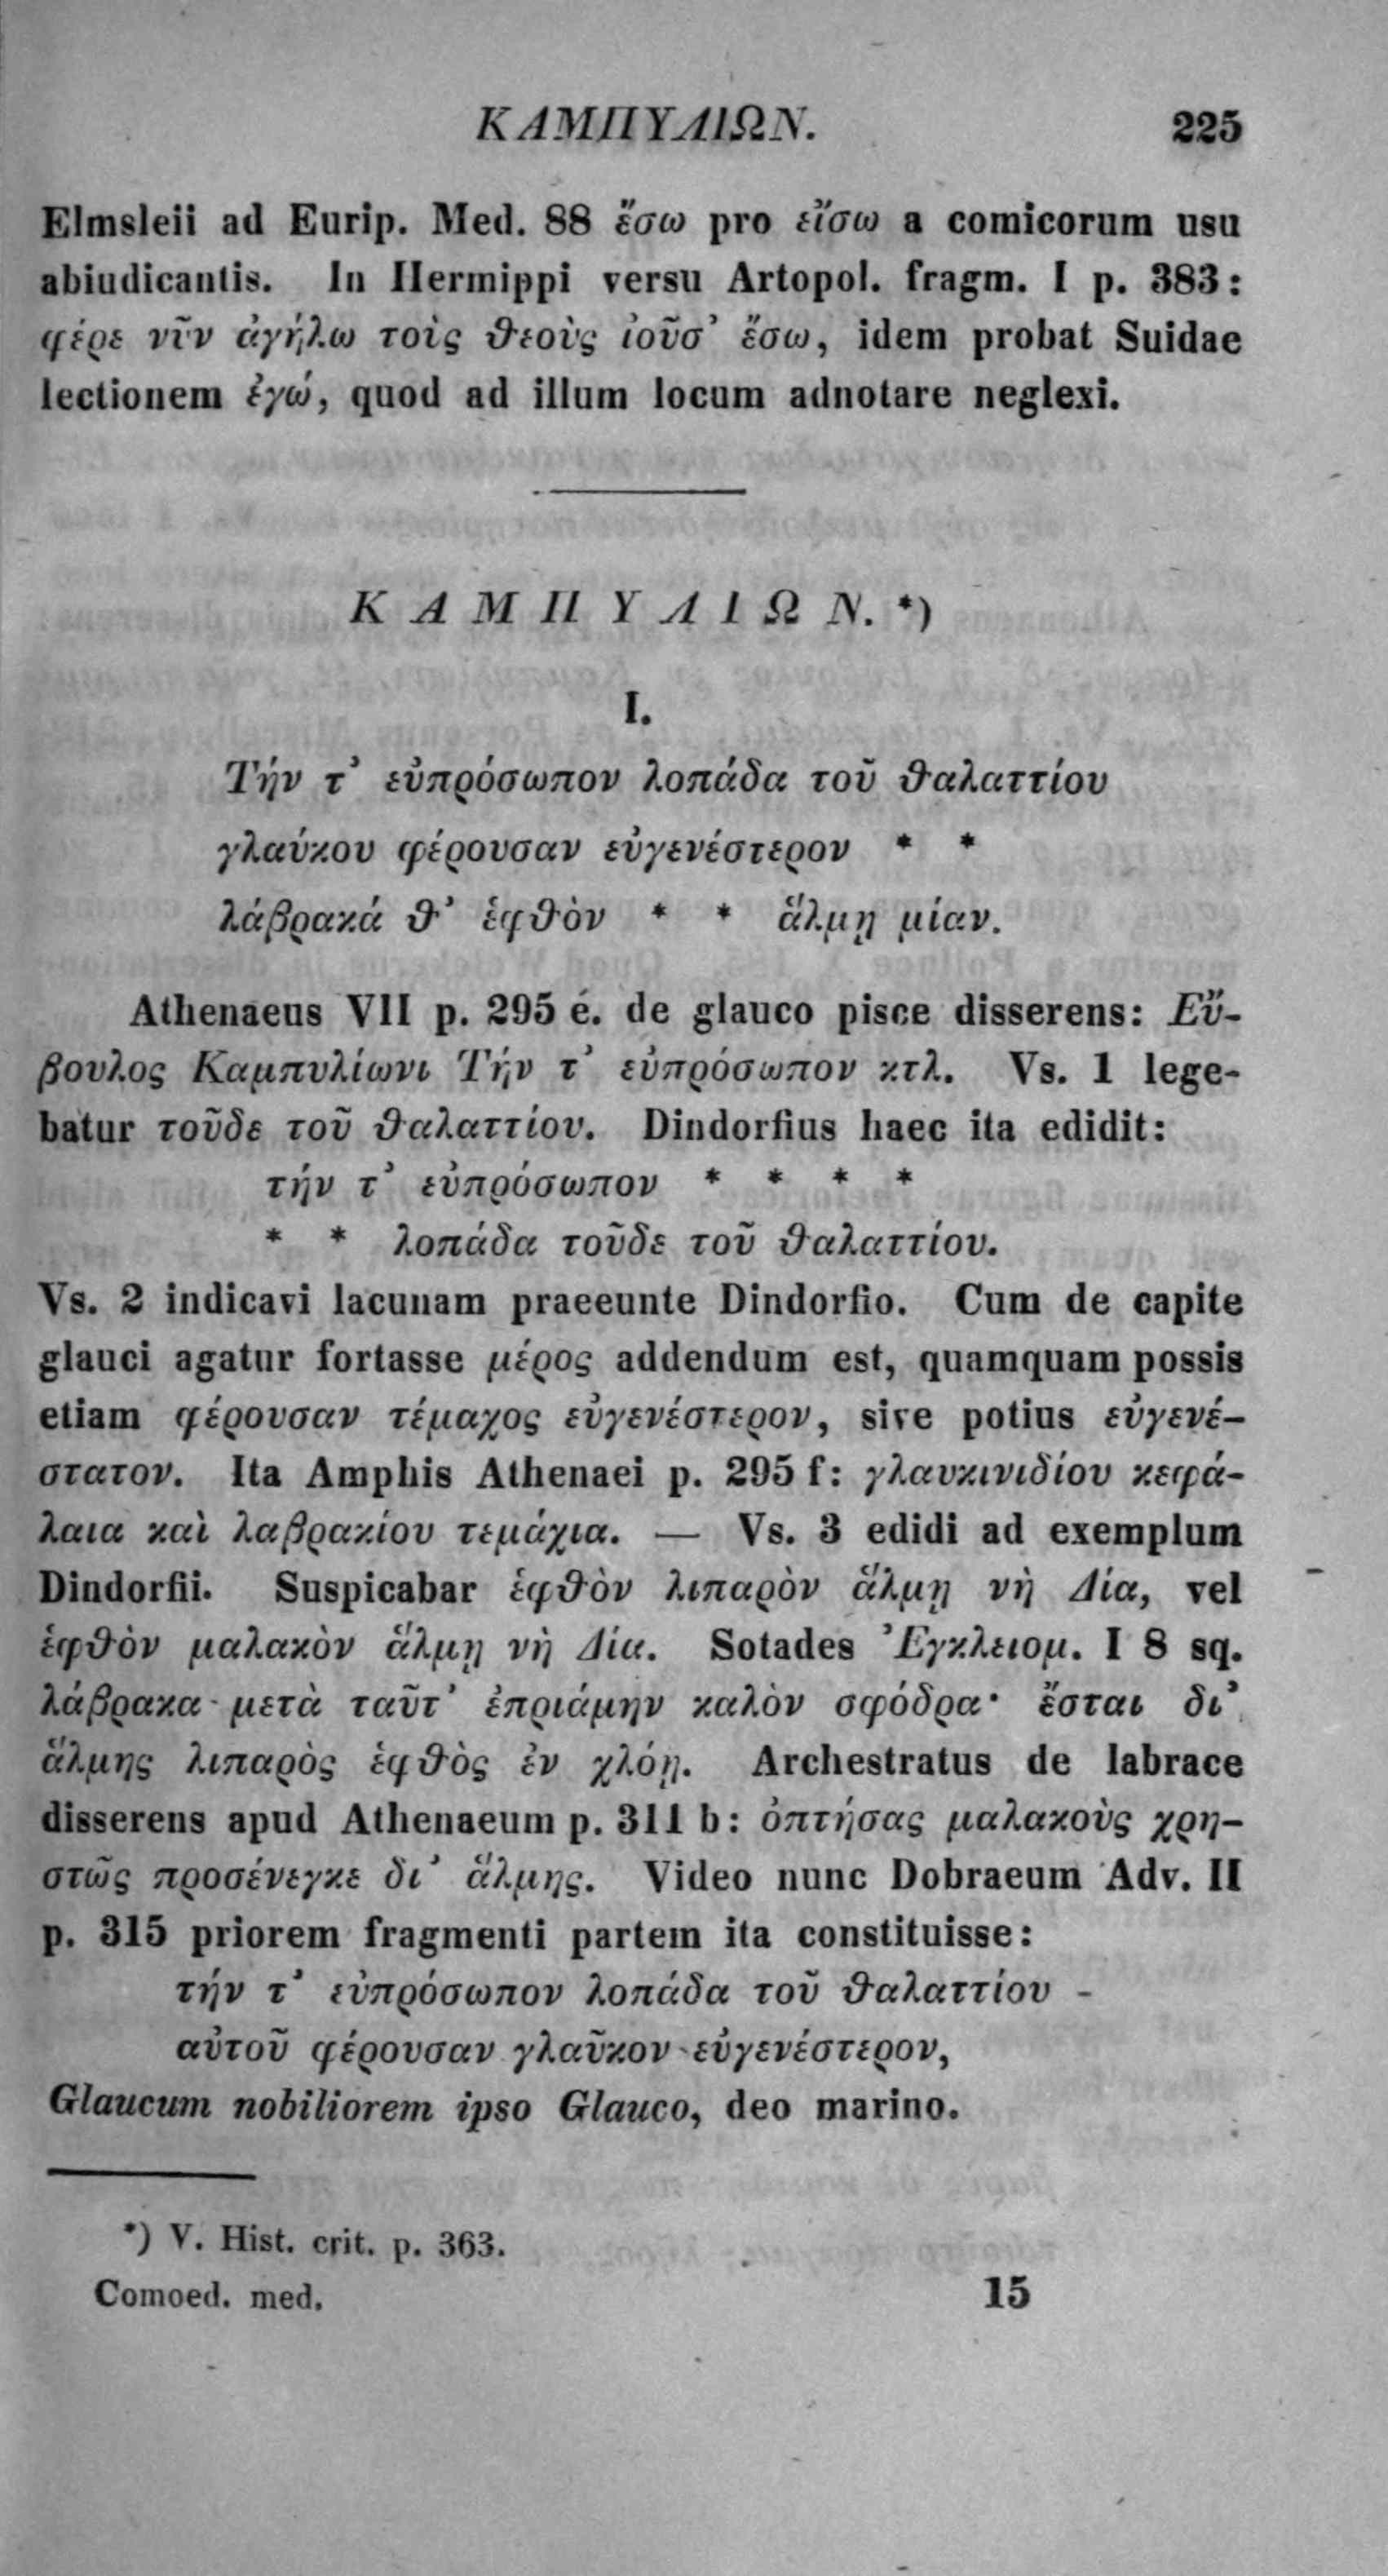 ΚΑΜΠΥΛΙΩΝ. 225
Elmsleii ad Eurip. Med. 88 ἔσω pro εἴσω a comicorum usu
abiudicantis. In Hermippi versu Artopol. fragm. I p. 383:
φέρε νῦν ἀγήλω τοὺς θεοὺς ἰοῦσ᾽ ἔσω, idem probat Suidae
lectionem ἐγώ, quod ad illum locum adnotare neglexi.
ΚΑΜΠΥΛΙΩΝ.*)
I.
Τήν τ᾽ εὐπρόσωπον λοπάδα τοῦ θαλαττίου
γλαύκου φέρουσαν εὐγενέστερον * *
λάβρακά θ᾽ ἑφθὸν * * ἅλμῃ μίαν.
Athenaeus VII p. 295 e. de glauco pisce disserens: Εὔ-
βουλος Καμπυλίωνι Τήν τ᾽ εὐπρόσωπον κτλ. Vs. 1 lege-
batur τοῦδε τοῦ θαλαττίου. Dindorfius haec ita edidit:
τήν τ᾽ εὐπρόσωπον * * * *
* * λοπάδα τοῦδε τοῦ θαλαττίου.
Vs. 2 indicavi lacunam praeeunte Dindorfio. Cum de capite
glauci agatur fortasse μέρος addendum est, quamquam possis
etiam φέρουσαν τέμαχος εὐγενέστερον, sive potius εὐγενέ-
στατον. Ita Amphis Athenaei p. 295 f: γλαυκινιδίου κεφά-
λαια καὶ λαβρακίου τεμάχια. — Vs. 3 edidi ad exemplum
Dindorfii. Suspicabar ἑφθὸν λιπαρὸν ἅλμῃ νὴ Δία, vel
ἑφθὸν μαλακὸν ἅλμῃ νὴ Δία. Sotades Ἐγκλειομ. I 8 sq.
λάβρακα μετὰ ταῦτ᾽ ἐπριάμην καλὸν σφόδρα· ἔσται δι᾽
ἅλμης λιπαρὸς ἑφθὸς ἐν χλόῃ. Archestratus de labrace
disserens apud Athenaeum p. 311 b: ὀπτήσας μαλακοὺς χρη-
στῶς προσένεγκε δι᾽ ἅλμης. Video nunc Dobraeum Adv. II
p. 315 priorem fragmenti partem ita constituisse:
τήν τ᾽ εὐπρόσωπον λοπάδα τοῦ θαλαττίου
αὐτοῦ φέρουσαν γλαῦκον εὐγενέστερον,
Glaucum nobiliorem ipso Glauco, deo marino.
*) V. Hist. crit. p. 363.
Comoed. med. 15